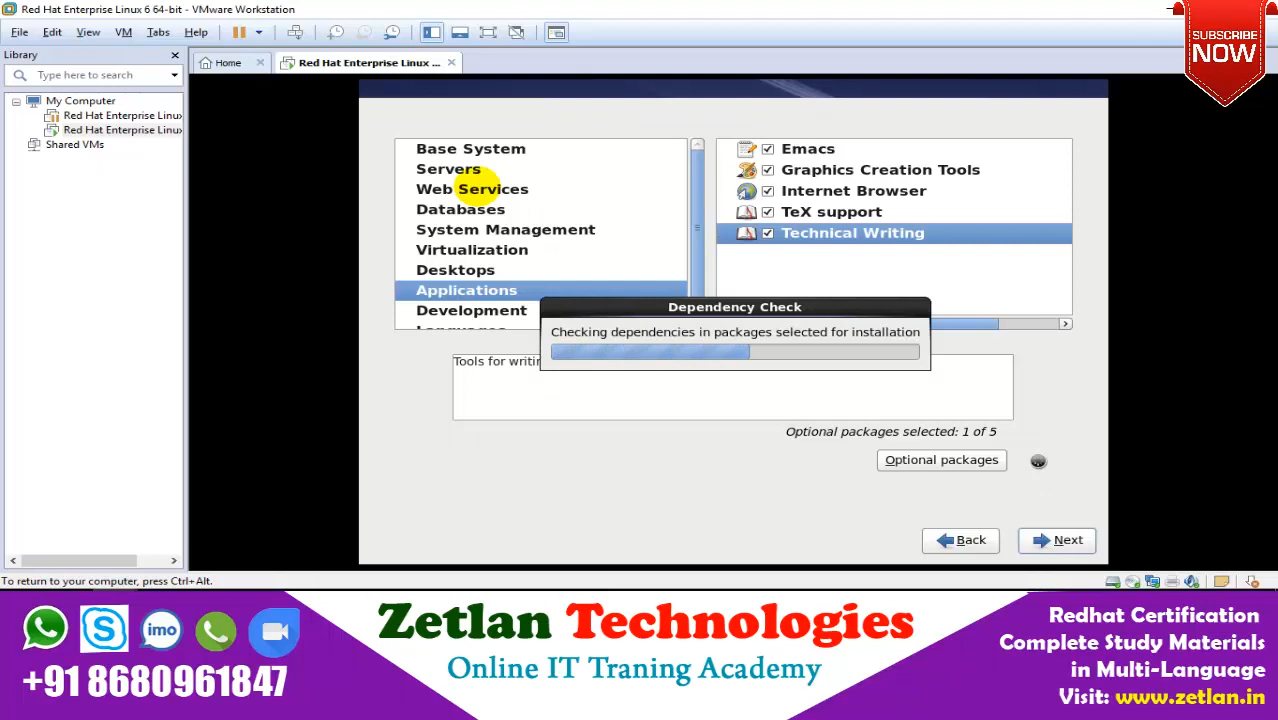 Red Hat Enterprise Linux 6 64-bit - VMware Workstation
File Edit View VM Tabs Help
SUBSCRIBE
NOW
Library
Type here to search
Home
Red Hat Enterprise Linux ...
My Computer
Red Hat Enterprise Linux
Red Hat Enterprise Linux
Shared VMs
Base System
Servers
Web Services
Databases
System Management
Virtualization
Desktops
Applications
Development
Languages
Emacs
Graphics Creation Tools
Internet Browser
TeX support
Technical Writing
Dependency Check
Checking dependencies in packages selected for installation
Tools for writin
Optional packages selected: 1 of 5
Optional packages
Back
Next
To return to your computer, press Ctrl+Alt.
imo
+91 8680961847
Zetlan Technologies
Online IT Traning Academy
Redhat Certification
Complete Study Materials
in Multi-Language
Visit: www.zetlan.in